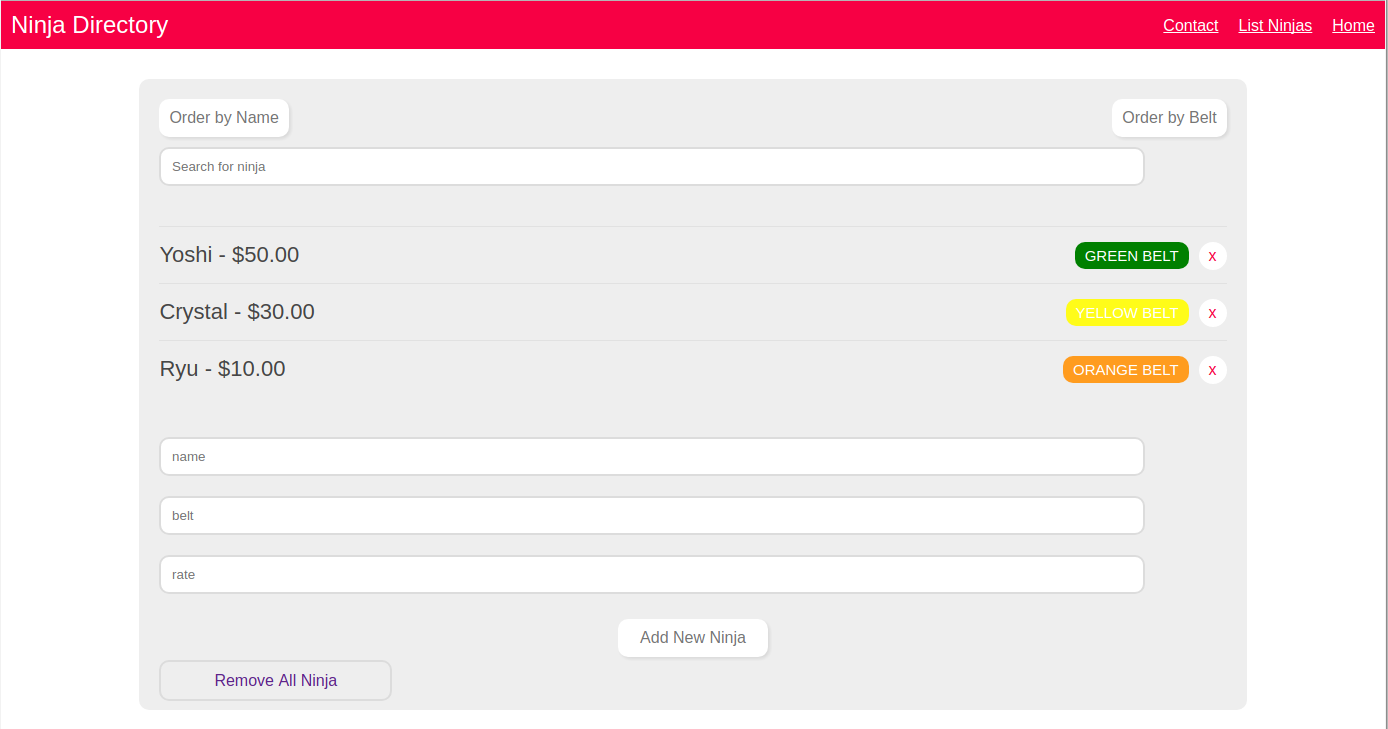 Ninja Directory Contact List Ninjas Home
Order by Name Order by Belt
Search for ninja
Yoshi - $50.00 GREEN BELT x
Crystal - $30.00 YELLOW BELT x
Ryu - $10.00 ORANGE BELT x
name
belt
rate
Add New Ninja
Remove All Ninja